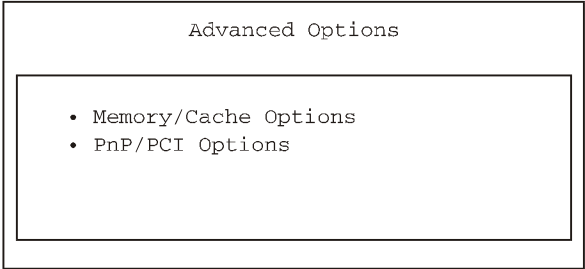 Advanced Options
• Memory/Cache Options
• PnP/PCI Options